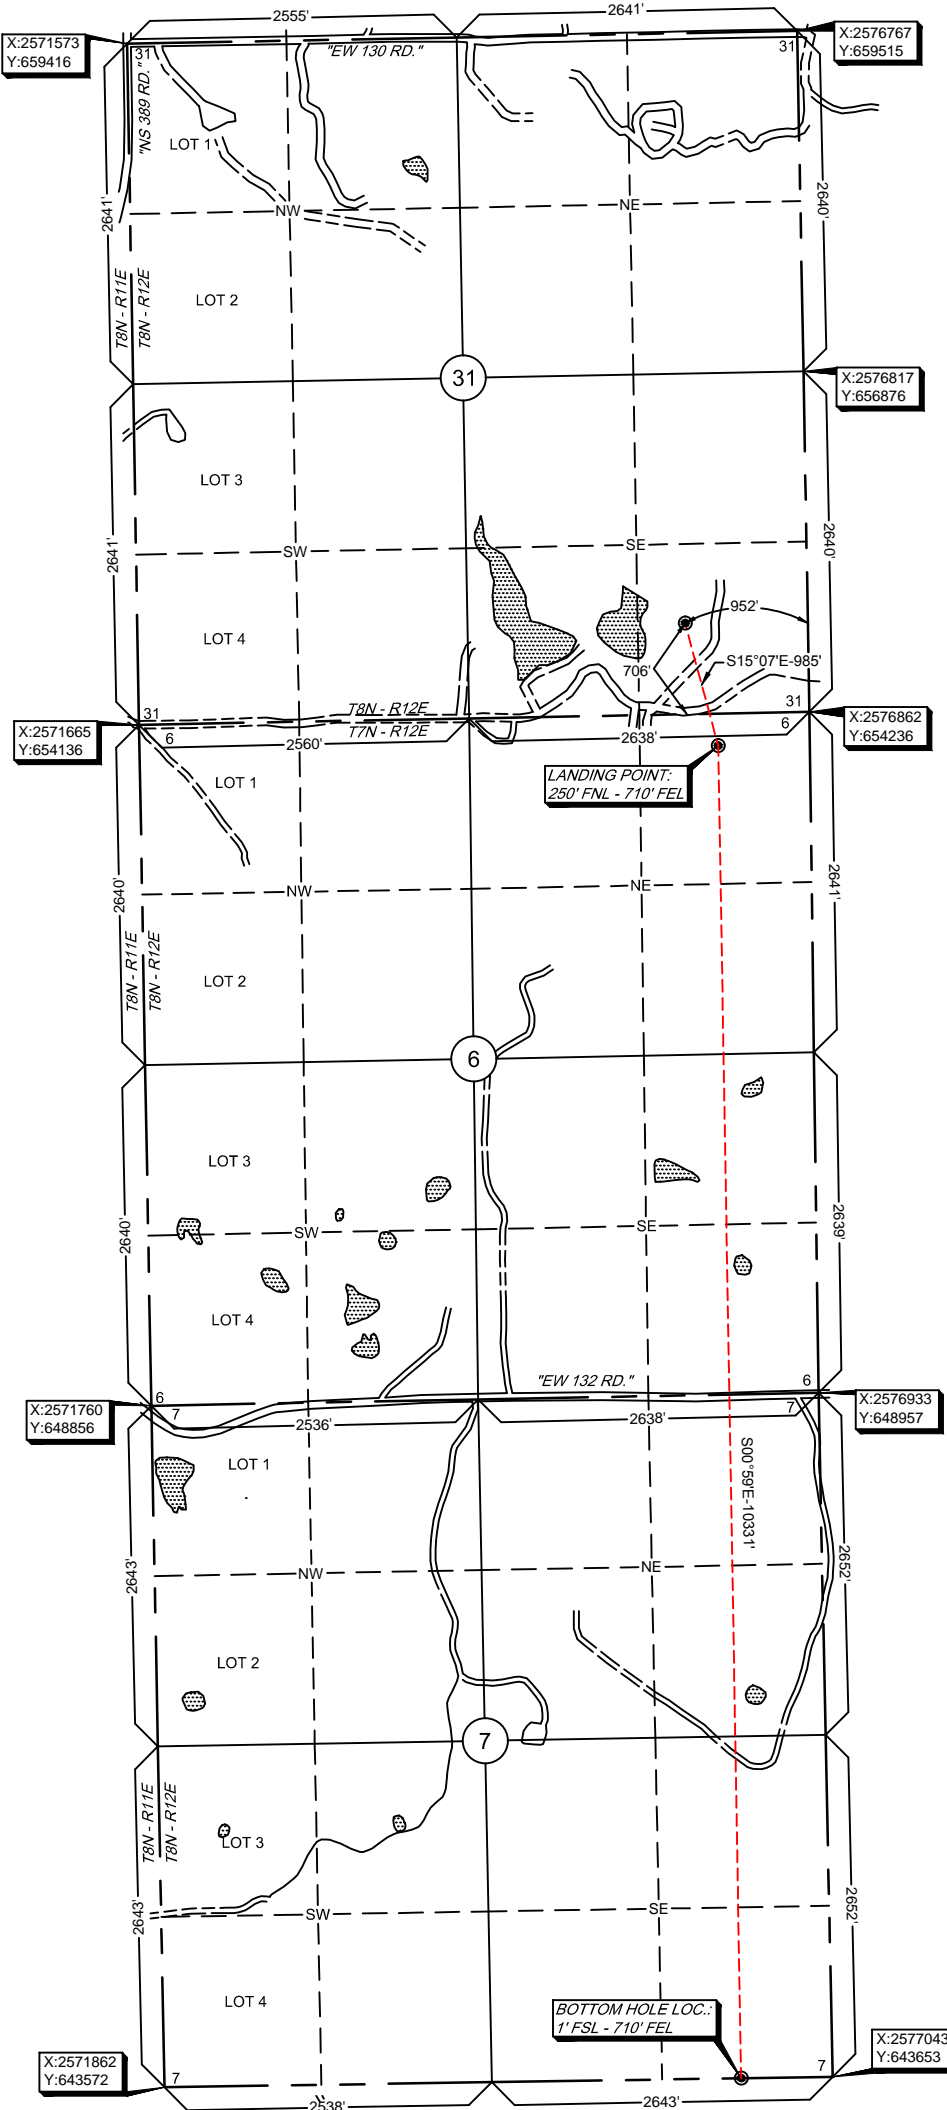 2555'
2641'
X:2571573
Y:659416
X:2576767
Y:659515
31
"EW 130 RD."
31
"NS 389 RD."
LOT 1
2641'
NW
NE
2640'
T8N - R11E
T8N - R12E
LOT 2
31
X:2576817
Y:656876
LOT 3
2641'
SW
SE
2640'
952'
LOT 4
706'
S15°07'E-985'
T8N - R12E
31
31
X:2571665
Y:654136
6
2560'
T7N - R12E
2638'
6
X:2576862
Y:654236
LOT 1
LANDING POINT:
250' FNL - 710' FEL
2640'
NW
NE
2641'
T8N - R11E
T8N - R12E
LOT 2
6
LOT 3
2640'
SW
SE
2639'
LOT 4
"EW 132 RD."
6
6
X:2571760
Y:648856
7
2536'
2638'
7
X:2576933
Y:648957
LOT 1
S00°59'E-10331'
2643'
NW
NE
2652'
LOT 2
7
T8N - R11E
T8N - R12E
LOT 3
2643'
SW
SE
2652'
LOT 4
BOTTOM HOLE LOC.:
1' FSL - 710' FEL
X:2571862
Y:643572
7
7
X:2577043
Y:643653
2538'
2643'